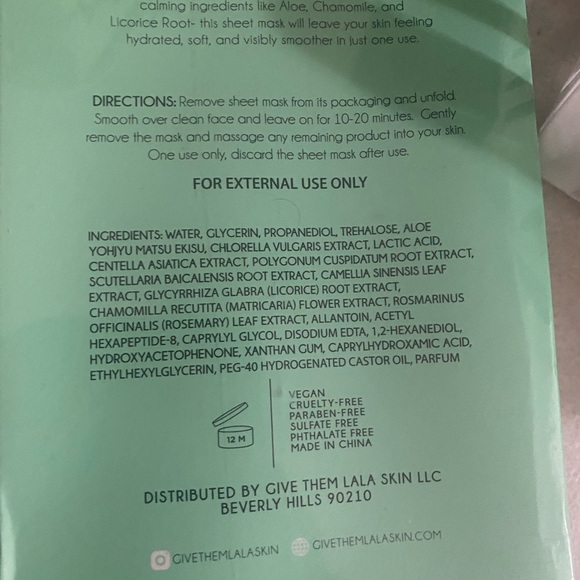 calming ingredients like Aloe, Chamomile, and
Licorice Root- this sheet mask will leave your skin feeling
hydrated, soft, and visibly smoother in just one use.
DIRECTIONS: Remove sheet mask from its packaging and unfold.
Smooth over clean face and leave on for 10-20 minutes. Gently
remove the mask and massage any remaining product into your skin.
One use only, discard the sheet mask after use.
FOR EXTERNAL USE ONLY
INGREDIENTS: WATER, GLYCERIN, PROPANEDIOL, TREHALOSE, ALOE
YOHJYU MATSU EKISU, CHLORELLA VULGARIS EXTRACT, LACTIC ACID,
CENTELLA ASIATICA EXTRACT, POLYGONUM CUSPIDATUM ROOT EXTRACT,
SCUTELLARIA BAICALENSIS ROOT EXTRACT, CAMELLIA SINENSIS LEAF
EXTRACT, GLYCYRRHIZA GLABRA (LICORICE) ROOT EXTRACT,
CHAMOMILLA RECUTITA (MATRICARIA) FLOWER EXTRACT, ROSMARINUS
OFFICINALIS (ROSEMARY) LEAF EXTRACT, ALLANTOIN, ACETYL
HEXAPEPTIDE-8, CAPRYLYL GLYCOL, DISODIUM EDTA, 1,2-HEXANEDIOL,
HYDROXYACETOPHENONE, XANTHAN GUM, CAPRYLHYDROXAMIC ACID,
ETHYLHEXYLGLYCERIN, PEG-40 HYDROGENATED CASTOR OIL, PARFUM
12 M
VEGAN
CRUELTY-FREE
PARABEN-FREE
SULFATE FREE
PHTHALATE FREE
MADE IN CHINA
DISTRIBUTED BY GIVE THEM LALA SKIN LLC
BEVERLY HILLS 90210
GIVETHEMLALASKIN GIVETHEMLALASKIN.COM